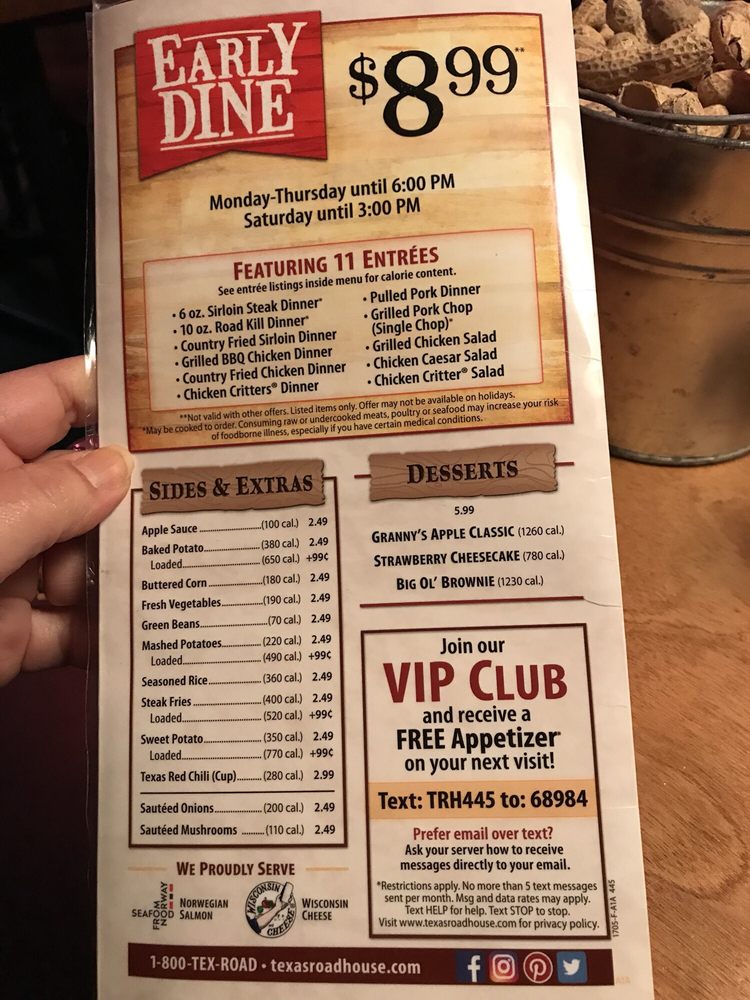 EARLY
DINE
$8.99**
Monday-Thursday until 6:00 PM
Saturday until 3:00 PM
FEATURING 11 ENTRÉES
See entrée listings inside menu for calorie content.
• 6 oz. Sirloin Steak Dinner*
• 10 oz. Road Kill Dinner*
• Country Fried Sirloin Dinner
• Grilled BBQ Chicken Dinner
• Country Fried Chicken Dinner
• Chicken Critters® Dinner
• Pulled Pork Dinner
• Grilled Pork Chop
(Single Chop)*
• Grilled Chicken Salad
• Chicken Caesar Salad
• Chicken Critter® Salad
**Not valid with other offers. Listed items only. Offer may not be available on holidays.
*May be cooked to order. Consuming raw or undercooked meats, poultry or seafood may increase your risk
of foodborne illness, especially if you have certain medical conditions.
SIDES & EXTRAS
Apple Sauce (100 cal.) 2.49
Baked Potato (380 cal.) 2.49
Loaded (650 cal.) +99¢
Buttered Corn (180 cal.) 2.49
Fresh Vegetables (190 cal.) 2.49
Green Beans (70 cal.) 2.49
Mashed Potatoes (220 cal.) 2.49
Loaded (490 cal.) +99¢
Seasoned Rice (360 cal.) 2.49
Steak Fries (400 cal.) 2.49
Loaded (520 cal.) +99¢
Sweet Potato (350 cal.) 2.49
Loaded (770 cal.) +99¢
Texas Red Chili (Cup) (280 cal.) 2.99
Sautéed Onions (200 cal.) 2.49
Sautéed Mushrooms (110 cal.) 2.49
WE PROUDLY SERVE
SEAFOOD FROM NORWAY
NORWEGIAN
SALMON
WISCONSIN CHEESE
WISCONSIN
CHEESE
DESSERTS
5.99
GRANNY'S APPLE CLASSIC (1260 cal.)
STRAWBERRY CHEESECAKE (780 cal.)
BIG OL' BROWNIE (1230 cal.)
Join our
VIP CLUB
and receive a
FREE Appetizer*
on your next visit!
Text: TRH445 to: 68984
Prefer email over text?
Ask your server how to receive
messages directly to your email.
*Restrictions apply. No more than 5 text messages
sent per month. Msg and data rates may apply.
Text HELP for help. Text STOP to stop.
Visit www.texasroadhouse.com for privacy policy.
1705-F-A1A 445
1-800-TEX-ROAD • texasroadhouse.com
A1A